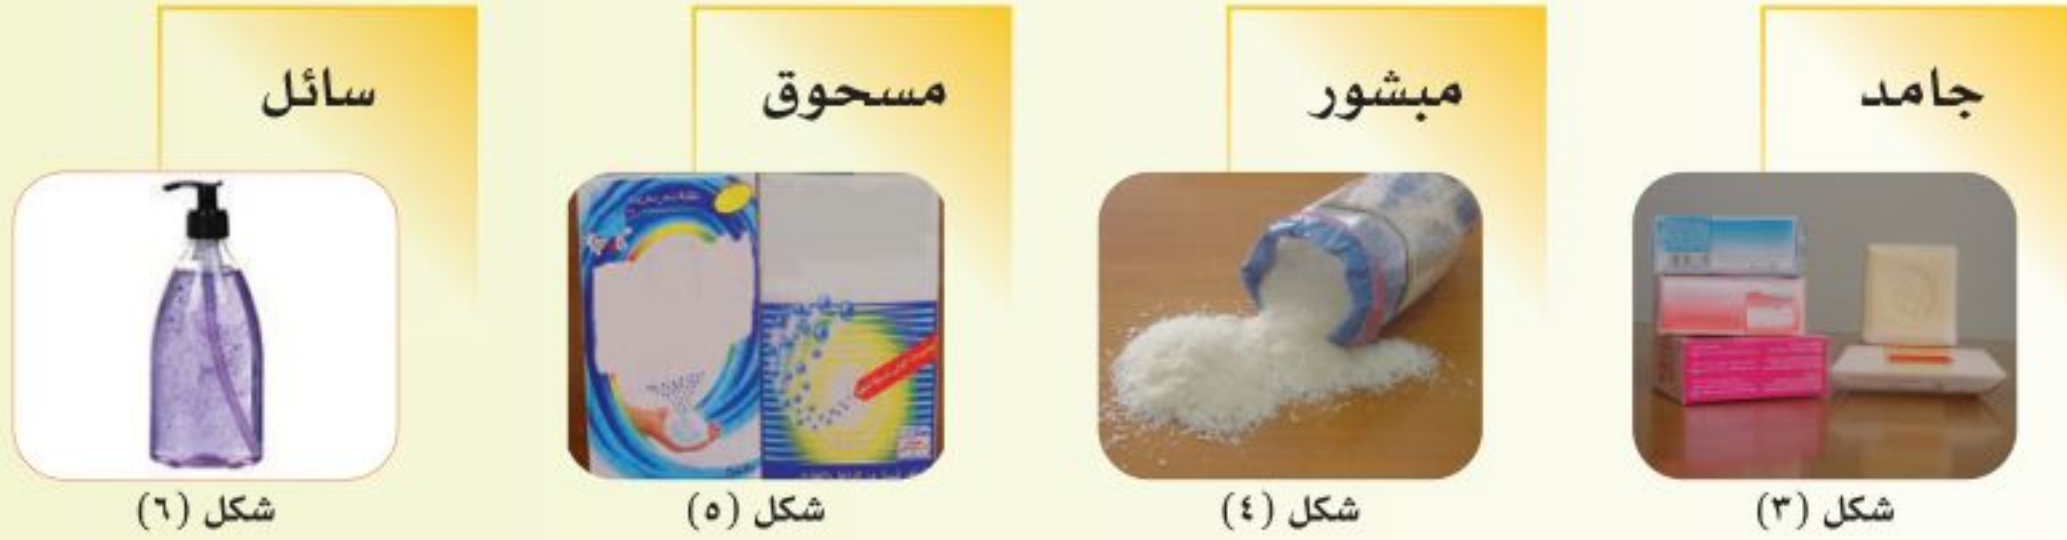 جامد
مبشور
مسحوق
سائل
شكل (٣)
شكل (٤)
شكل (٥)
شكل (٦)